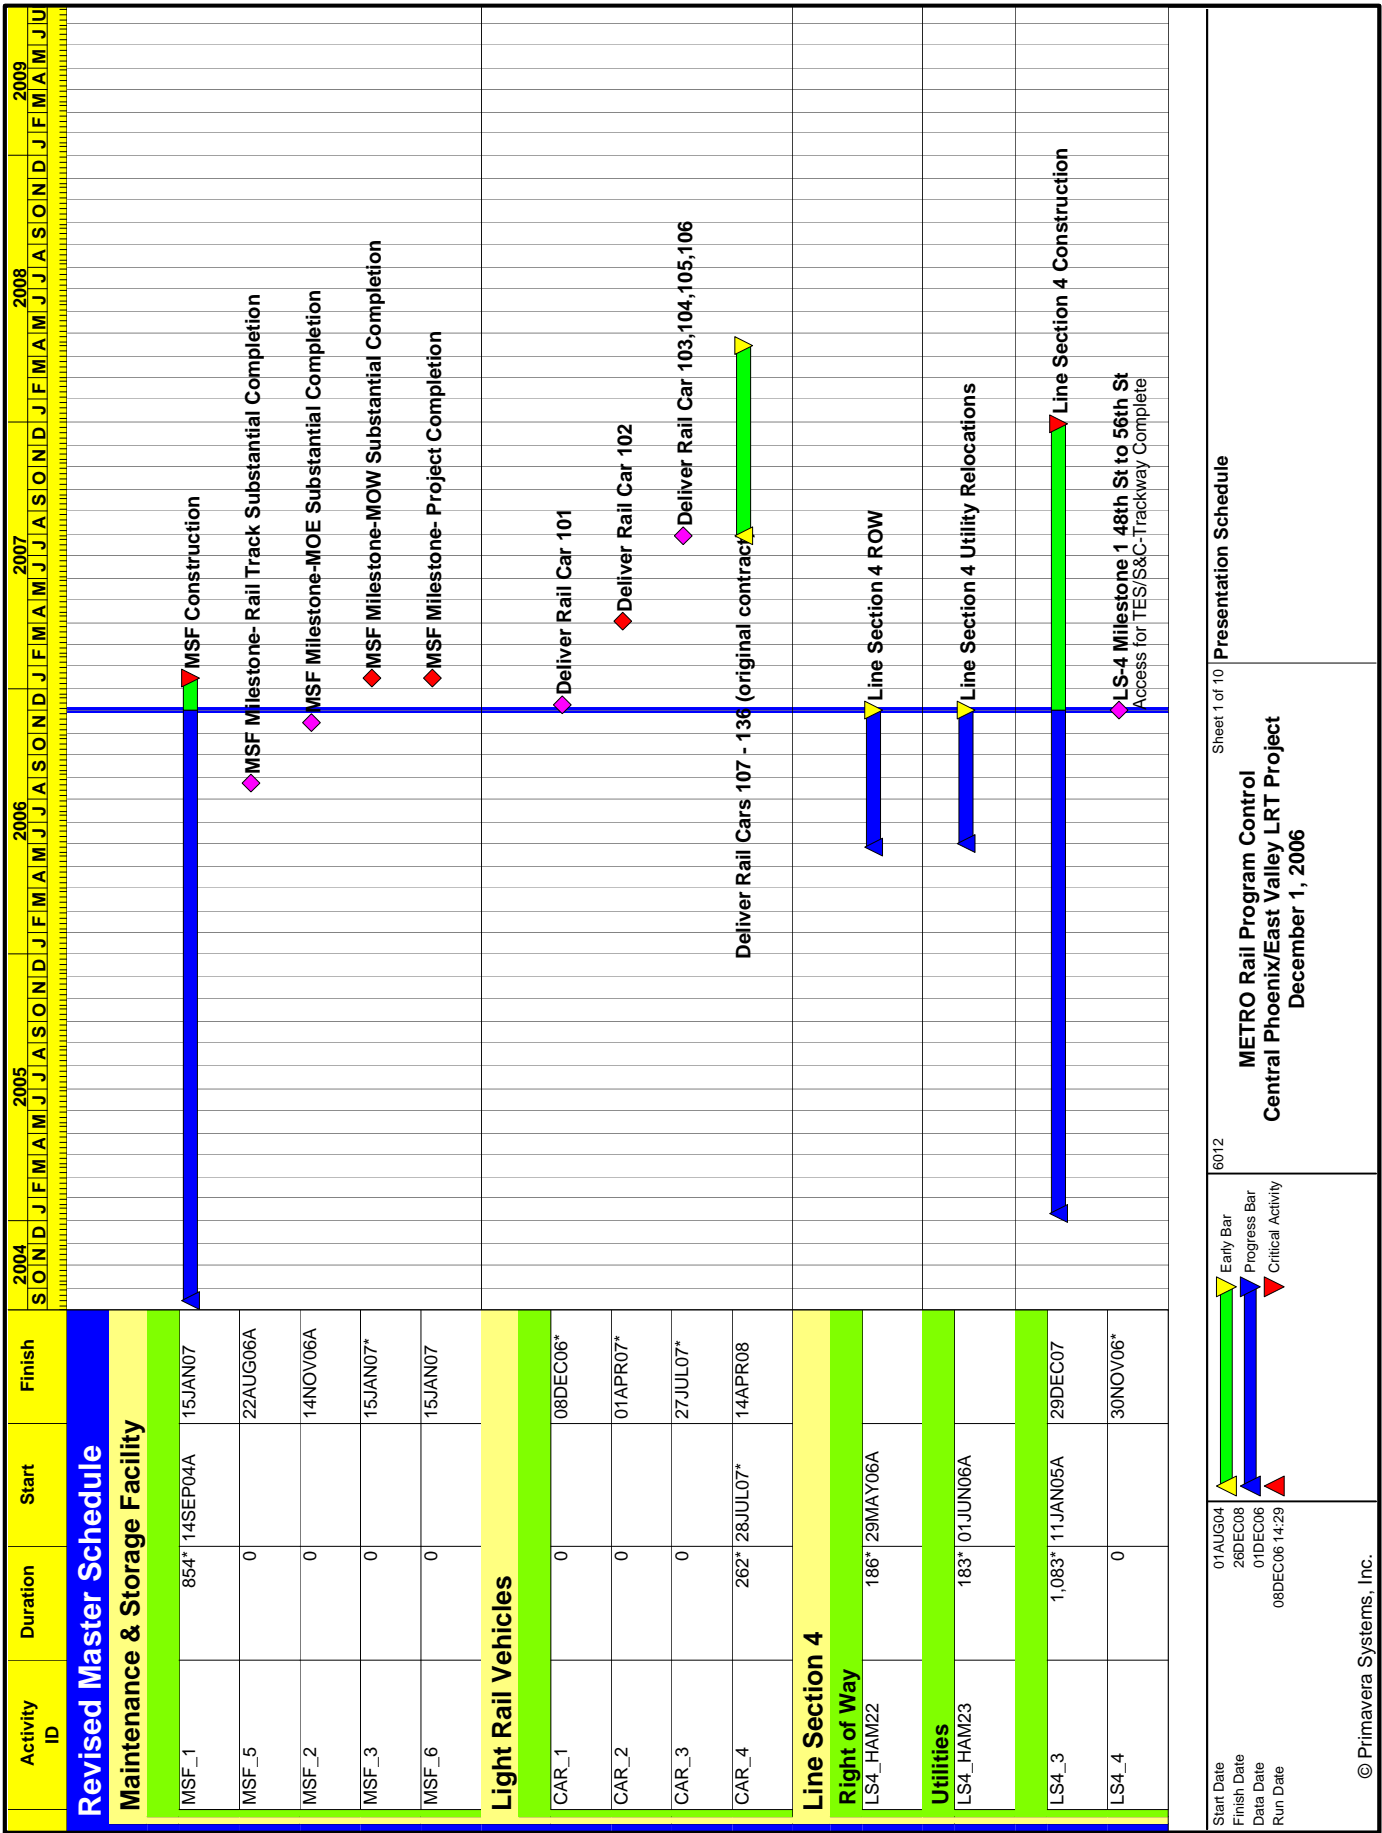 Activity ID Duration Start Finish 2004 2005 2006 2007 2008 2009
S O N D J F M A M J J A S O N D J F M A M J J A S O N D J F M A M J J A S O N D J F M A M J J A S O N D J F M A M J U
Revised Master Schedule
Maintenance & Storage Facility
MSF_1 854* 14SEP04A 15JAN07 MSF Construction
MSF_5 0 22AUG06A MSF Milestone- Rail Track Substantial Completion
MSF_2 0 14NOV06A MSF Milestone-MOE Substantial Completion
MSF_3 0 15JAN07* MSF Milestone-MOW Substantial Completion
MSF_6 0 15JAN07 MSF Milestone- Project Completion
Light Rail Vehicles
CAR_1 0 08DEC06* Deliver Rail Car 101
CAR_2 0 01APR07* Deliver Rail Car 102
CAR_3 0 27JUL07* Deliver Rail Car 103,104,105,106
CAR_4 262* 28JUL07* 14APR08 Deliver Rail Cars 107 - 136 (original contract
Line Section 4
Right of Way
LS4_HAM22 186* 29MAY06A Line Section 4 ROW
Utilities
LS4_HAM23 183* 01JUN06A Line Section 4 Utility Relocations
LS4_3 1,083* 11JAN05A 29DEC07 Line Section 4 Construction
LS4_4 0 30NOV06* LS-4 Milestone 1 48th St to 56th St
Access for TES/S&C-Trackway Complete
Start Date 01AUG04
Finish Date 26DEC08
Data Date 01DEC06
Run Date 08DEC06 14:29
© Primavera Systems, Inc.
Early Bar
Progress Bar
Critical Activity
6012
Sheet 1 of 10
METRO Rail Program Control
Central Phoenix/East Valley LRT Project
December 1, 2006
Presentation Schedule